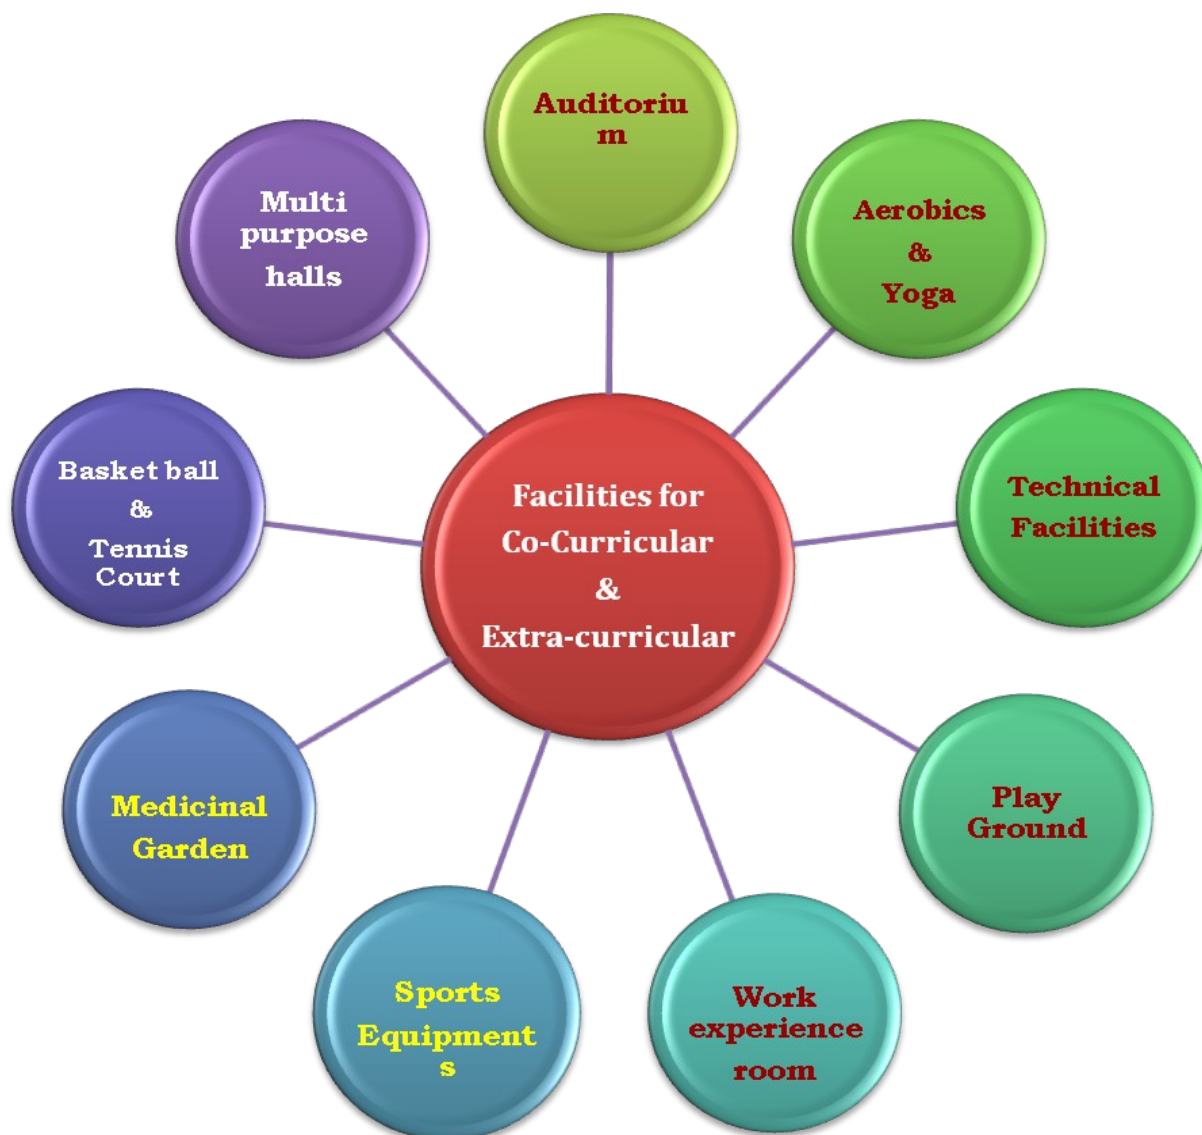 Auditoriu
m
Aerobics
&
Yoga
Technical
Facilities
Play
Ground
Work
experience
room
Sports
Equipment
s
Medicinal
Garden
Basket ball
&
Tennis
Court
Multi
purpose
halls
Facilities for
Co-Curricular
&
Extra-curricular